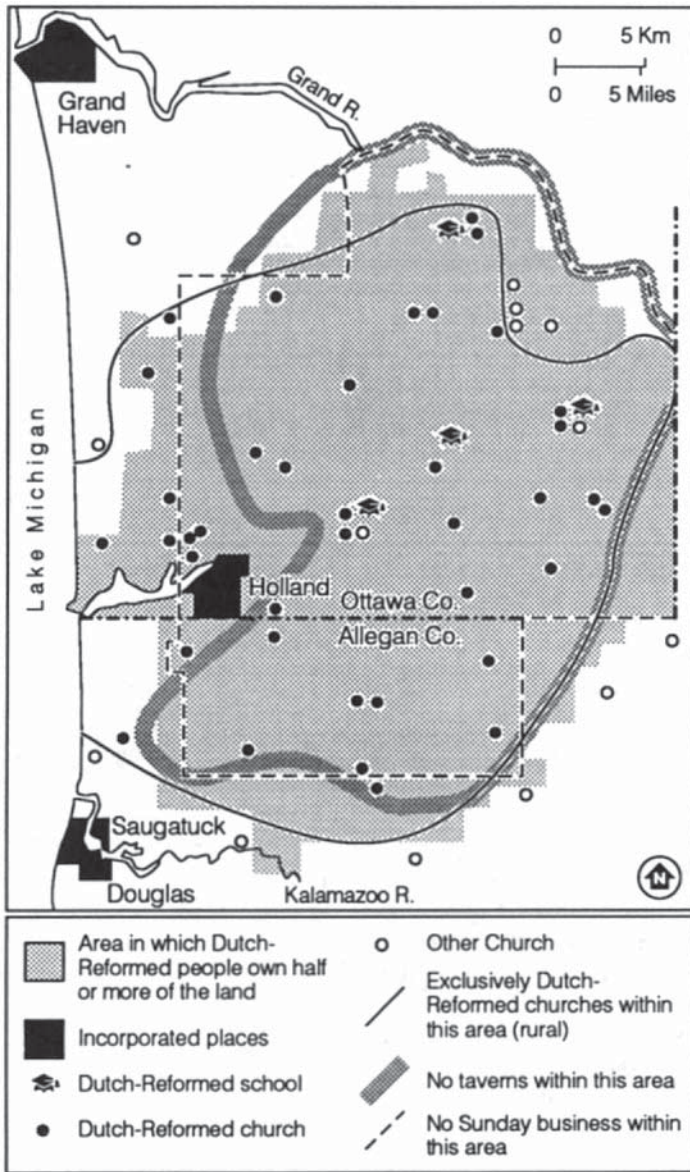 Grand
Haven
Grand R.
0 5 Km
0 5 Miles
Lake Michigan
Holland
Ottawa Co.
Allegan Co.
Saugatuck
Douglas
Kalamazoo R.
N
Area in which Dutch-
Reformed people own half
or more of the land
Incorporated places
Dutch-Reformed school
Dutch-Reformed church
Other Church
Exclusively Dutch-
Reformed churches within
this area (rural)
No taverns within this area
No Sunday business within
this area